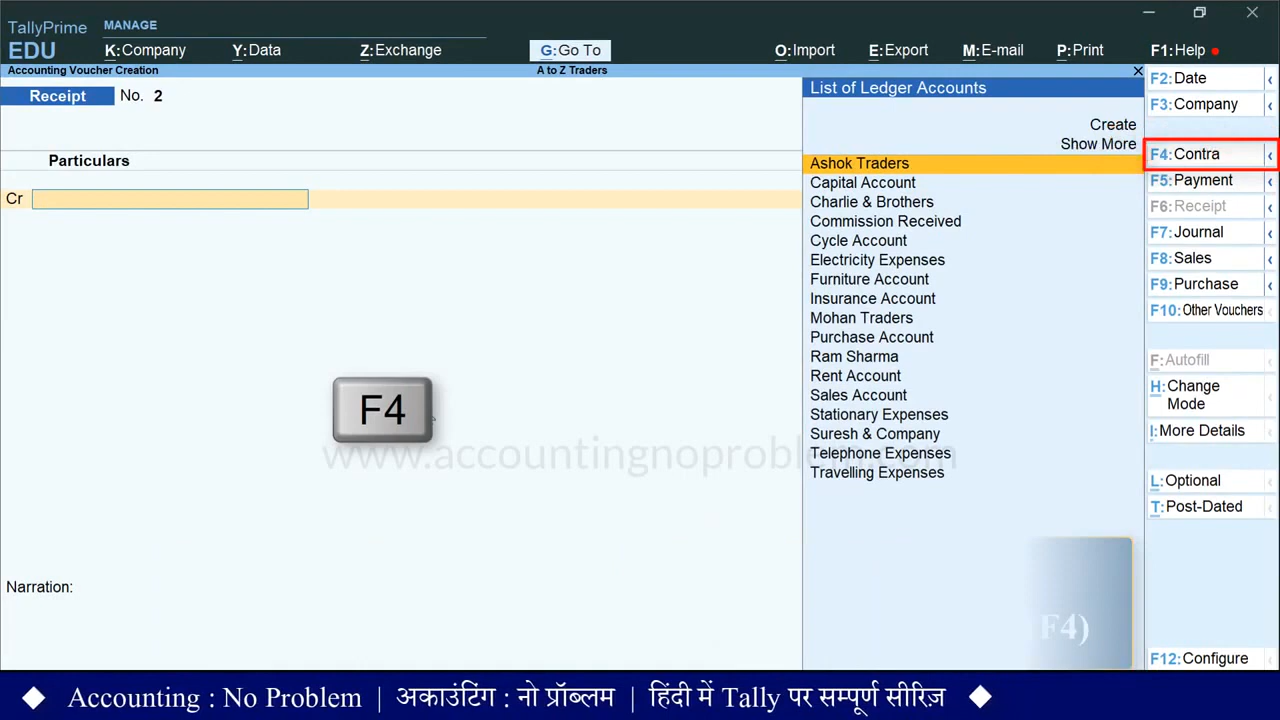 TallyPrime
EDU
MANAGE
K:Company
Y:Data
Z:Exchange
G:Go To
O:Import
E:Export
M:E-mail
P:Print
F1:Help
Accounting Voucher Creation
A to Z Traders
Receipt No. 2
Particulars
Cr
F4
www.accountingnoproblem.com
Narration:
List of Ledger Accounts
Create
Show More
Ashok Traders
Capital Account
Charlie & Brothers
Commission Received
Cycle Account
Electricity Expenses
Furniture Account
Insurance Account
Mohan Traders
Purchase Account
Ram Sharma
Rent Account
Sales Account
Stationary Expenses
Suresh & Company
Telephone Expenses
Travelling Expenses
(F4)
F2:Date
F3:Company
F4:Contra
F5:Payment
F6:Receipt
F7:Journal
F8:Sales
F9:Purchase
F10:Other Vouchers
F:Autofill
H:Change
Mode
I:More Details
L:Optional
T:Post-Dated
F12:Configure
Accounting : No Problem | अकाउंटिंग : नो प्रॉब्लम | हिंदी में Tally पर सम्पूर्ण सीरिज़